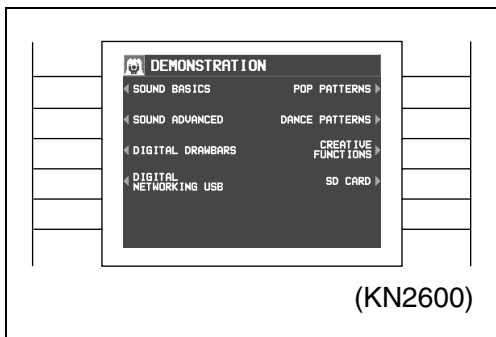 DEMONSTRATION
SOUND BASICS
POP PATTERNS
SOUND ADVANCED
DANCE PATTERNS
DIGITAL DRAWBARS
CREATIVE
FUNCTIONS
DIGITAL
NETWORKING USB
SD CARD
(KN2600)